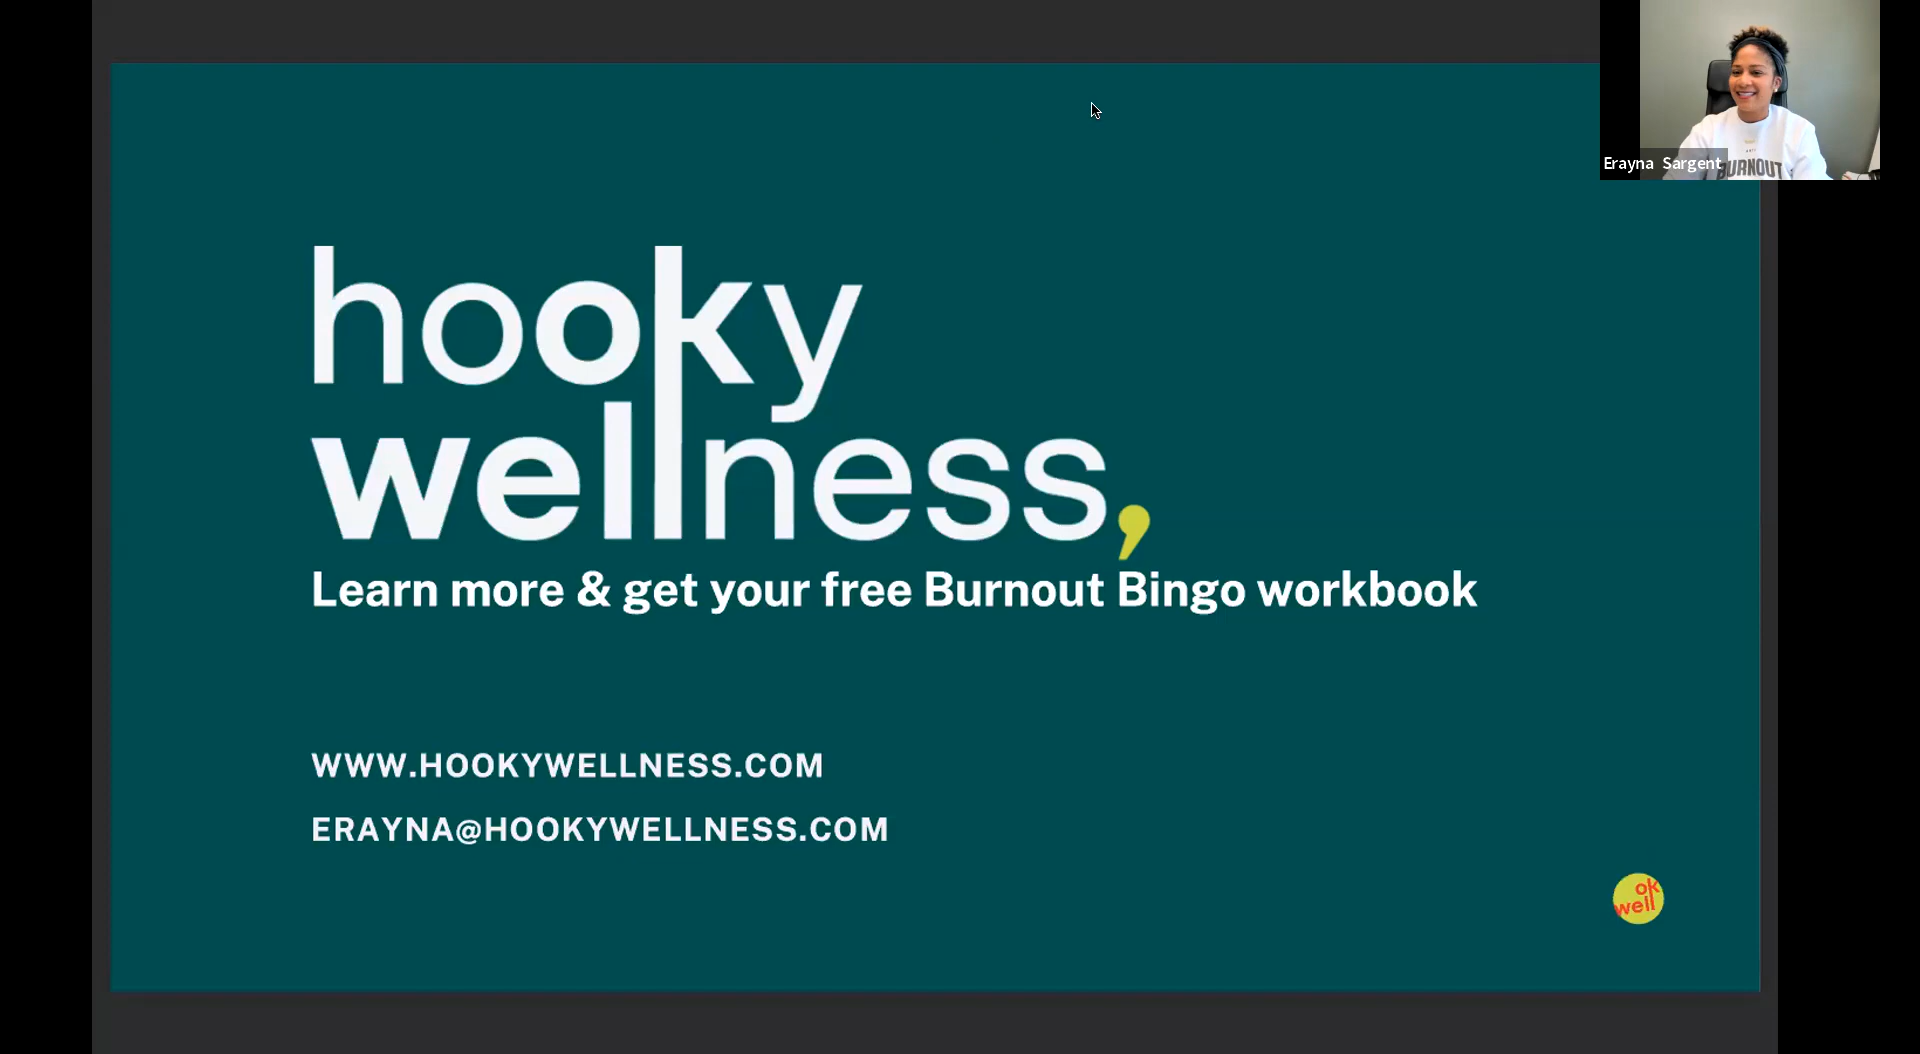 hooky
wellness,
Learn more & get your free Burnout Bingo workbook
WWW.HOOKYWELLNESS.COM
ERAYNA@HOOKYWELLNESS.COM
ok
well
Erayna Sargent
BURNOUT